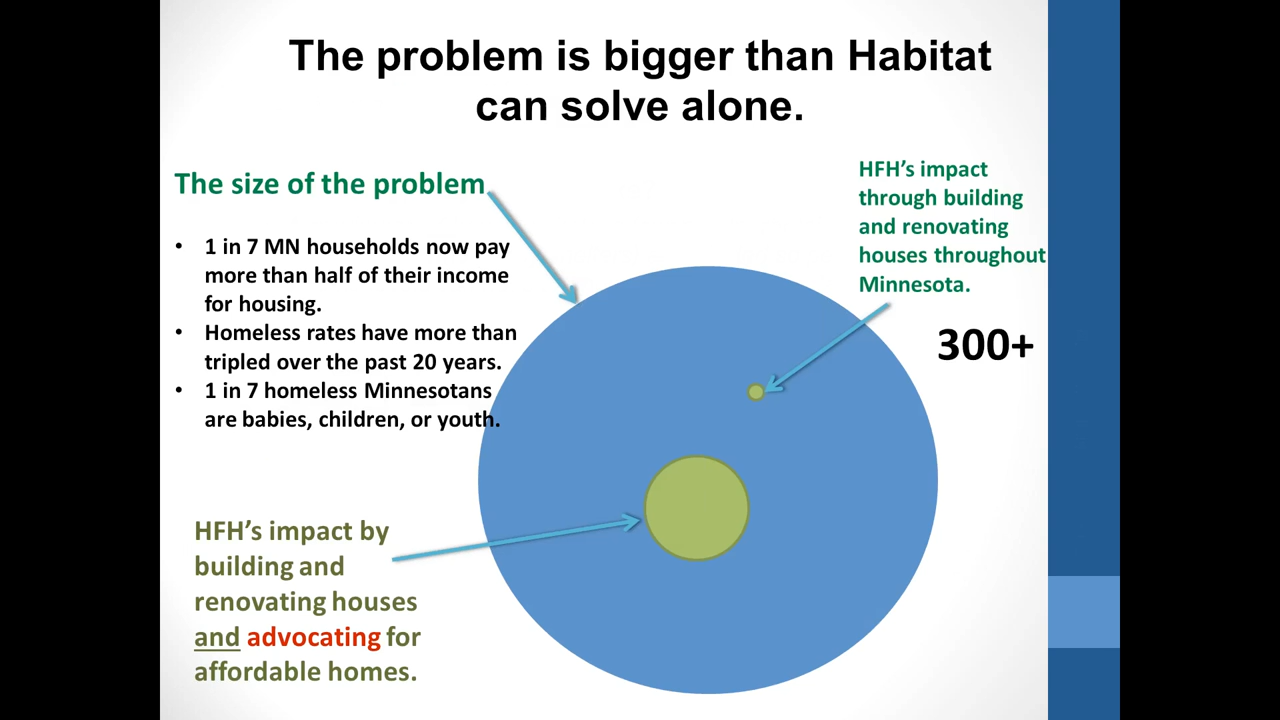 The problem is bigger than Habitat
can solve alone.
The size of the problem
• 1 in 7 MN households now pay
more than half of their income
for housing.
• Homeless rates have more than
tripled over the past 20 years.
• 1 in 7 homeless Minnesotans
are babies, children, or youth.
HFH’s impact
through building
and renovating
houses throughout
Minnesota.
300+
HFH’s impact by
building and
renovating houses
and advocating for
affordable homes.